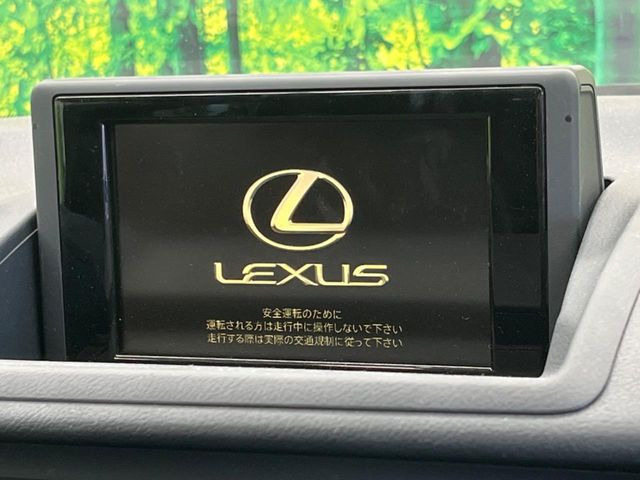 LEXUS
安全運転のために
運転される方は走行中に操作しないで下さい
走行する際は実際の交通規制に従って下さい